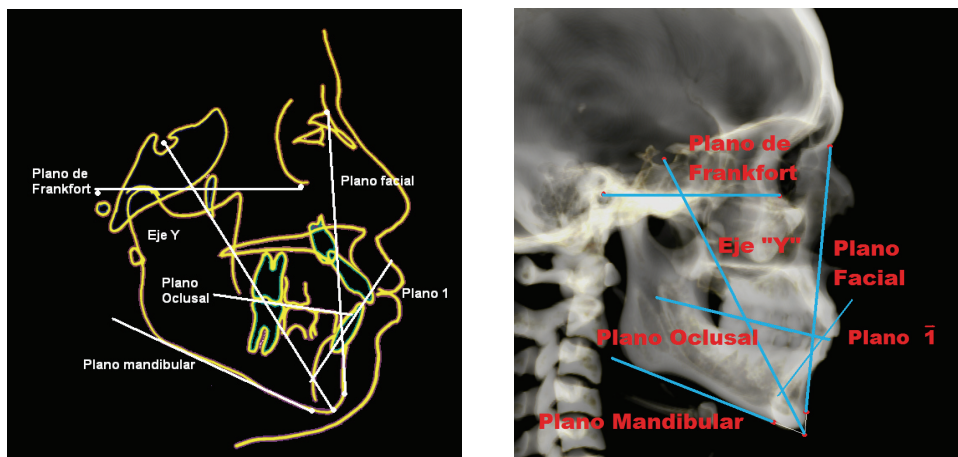 Plano de
Frankfort
Plano facial
Eje Y
Plano
Oclusal
Plano 1
Plano mandibular
Plano de
Frankfort
Eje "Y"
Plano
Facial
Plano Oclusal
Plano 1̅
Plano Mandibular